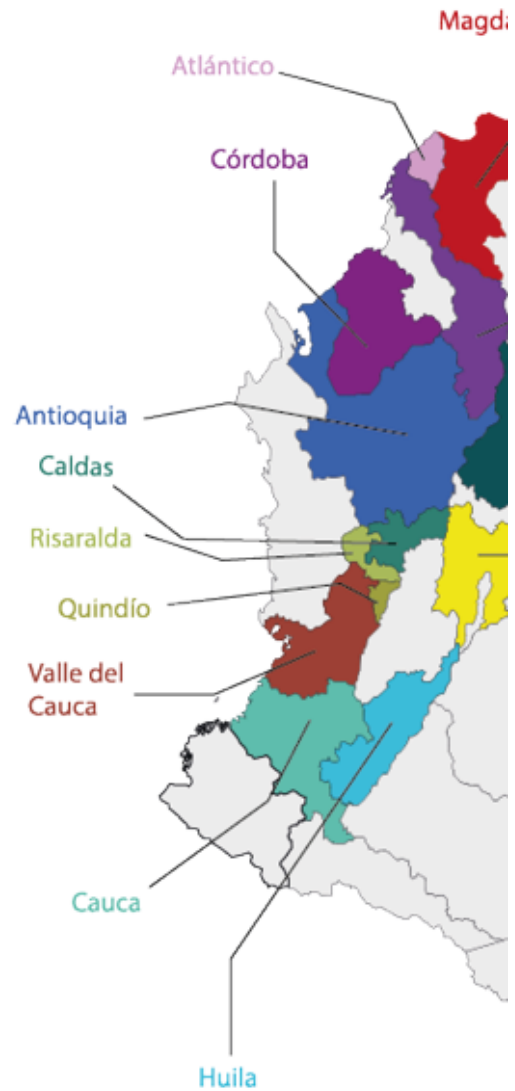 Atlántico
Córdoba
Antioquia
Caldas
Risaralda
Quindío
Valle del
Cauca
Cauca
Huila